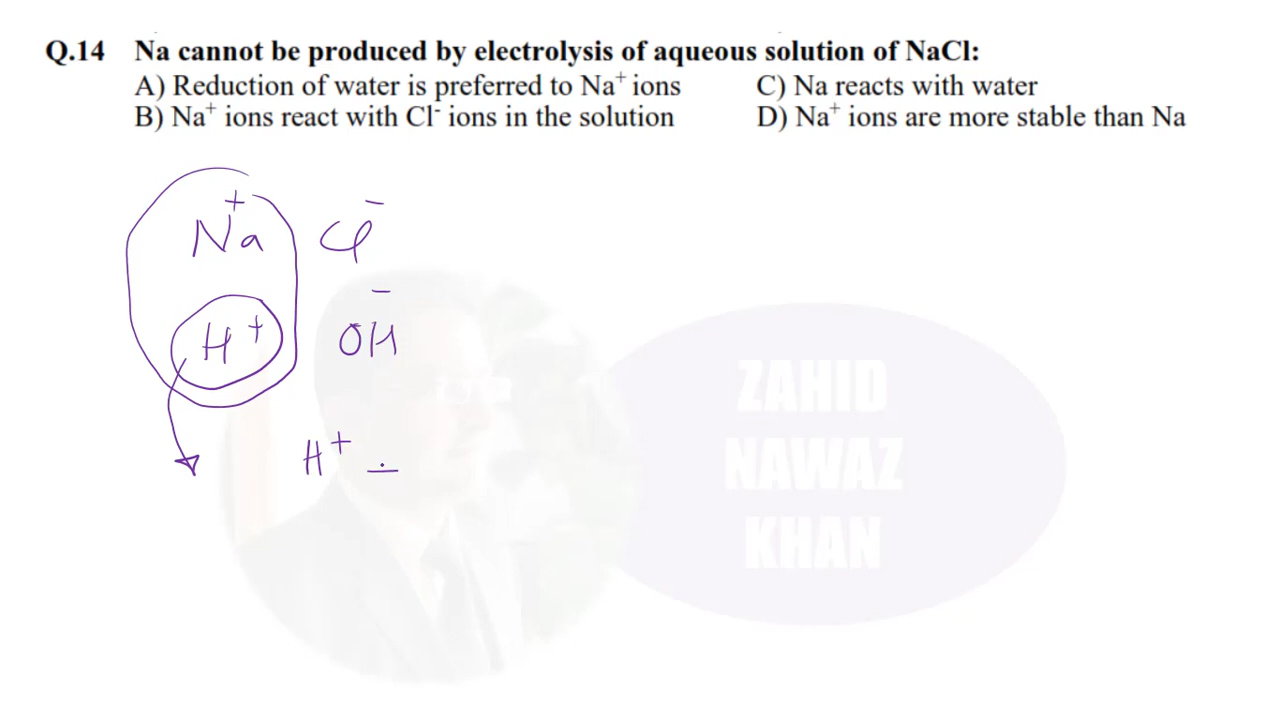 Q.14 Na cannot be produced by electrolysis of aqueous solution of NaCl:
A) Reduction of water is preferred to Na⁺ ions C) Na reacts with water
B) Na⁺ ions react with Cl⁻ ions in the solution D) Na⁺ ions are more stable than Na
Na⁺ Cl⁻
H⁺ OH⁻
H⁺
ZAHID
NAWAZ
KHAN